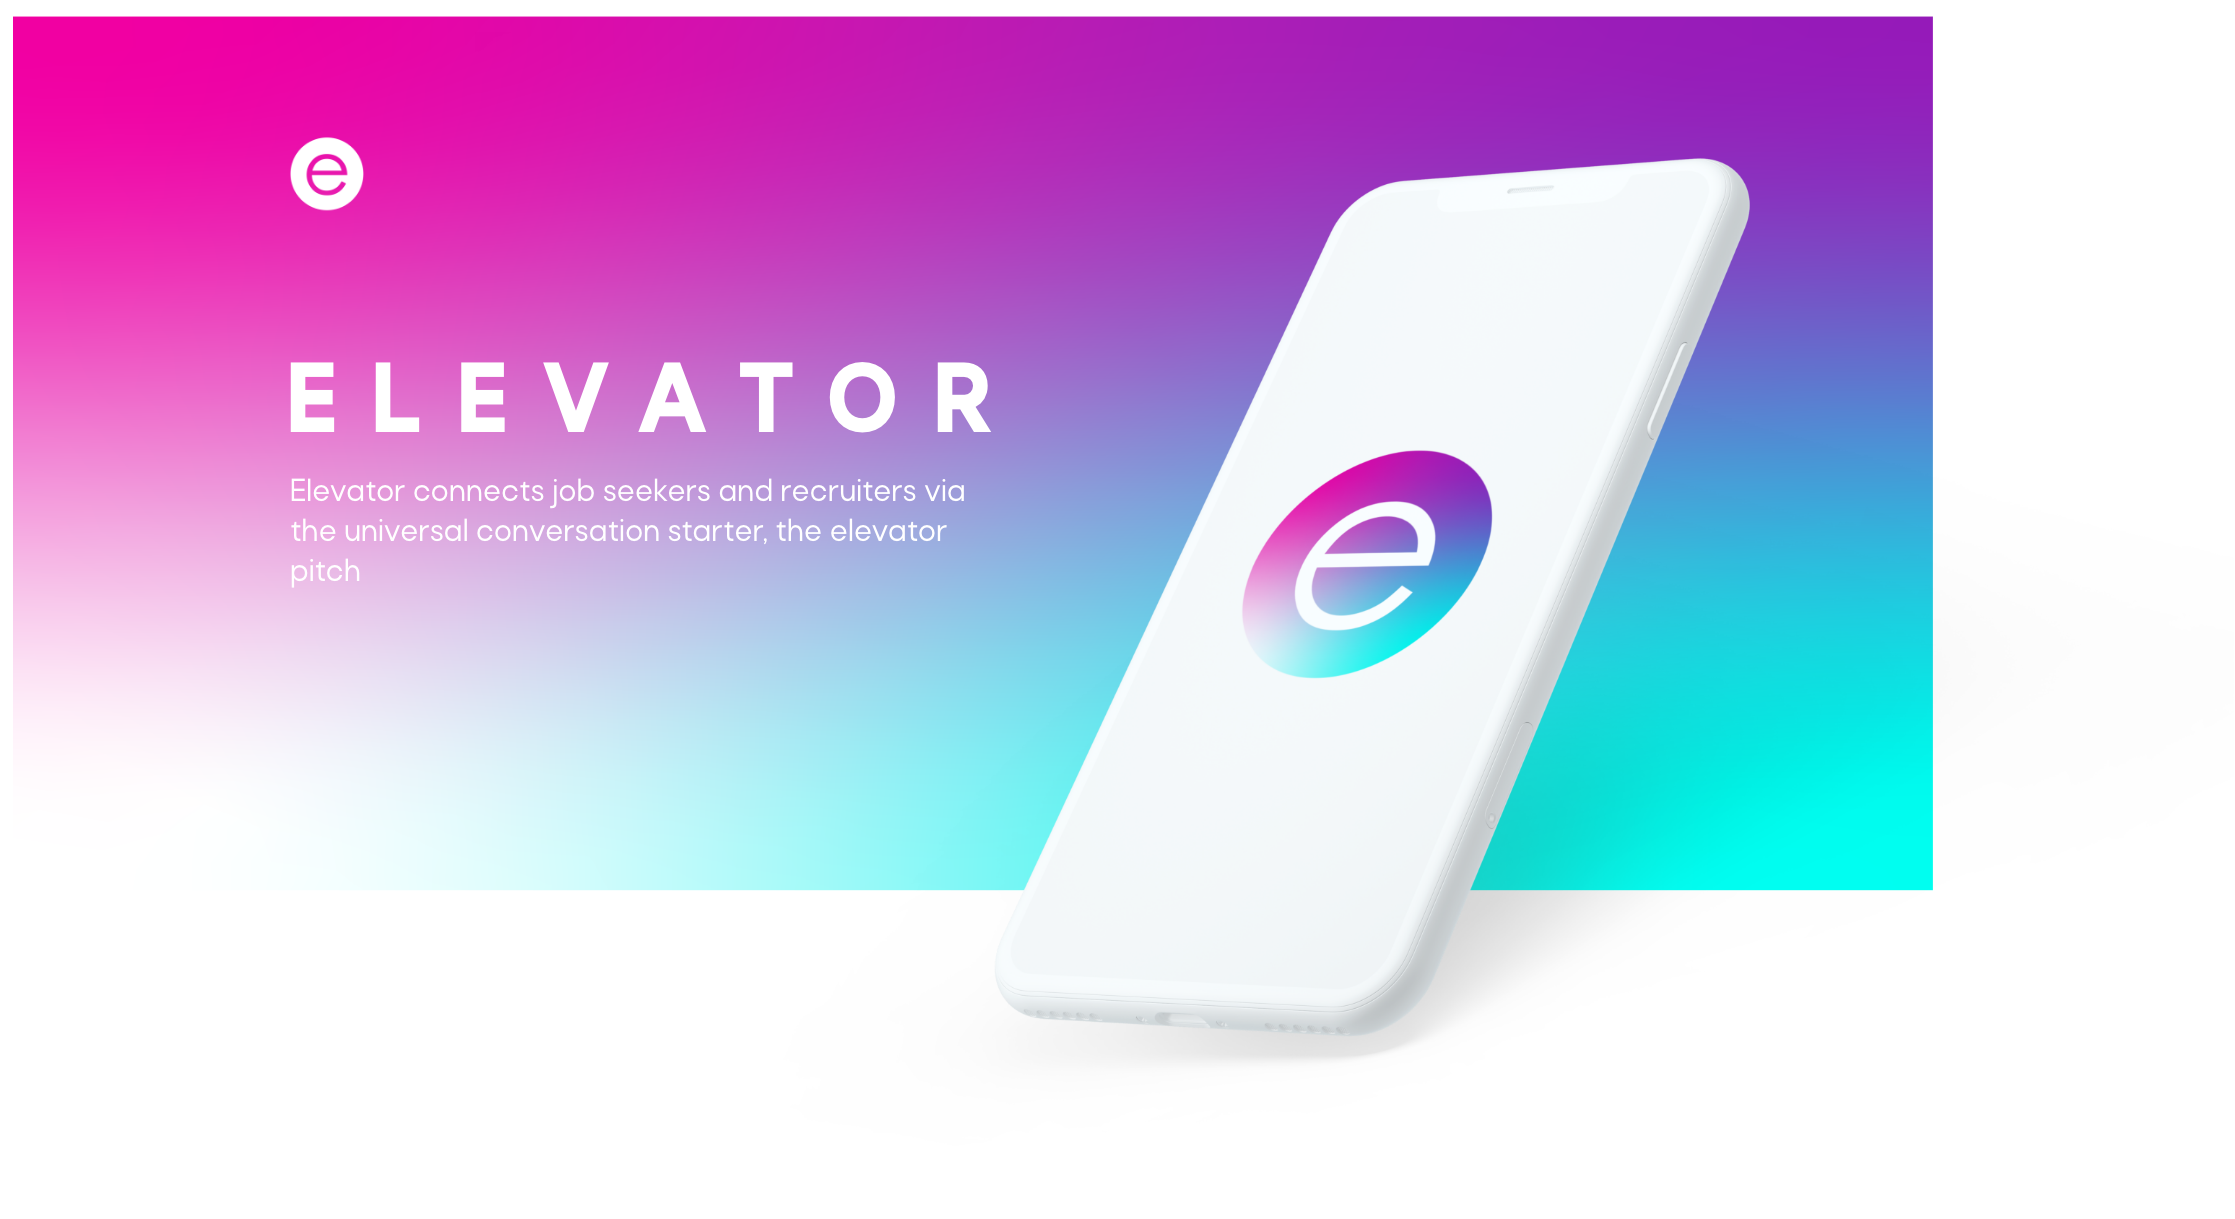 e
ELEVATOR
Elevator connects job seekers and recruiters via
the universal conversation starter, the elevator
pitch
e